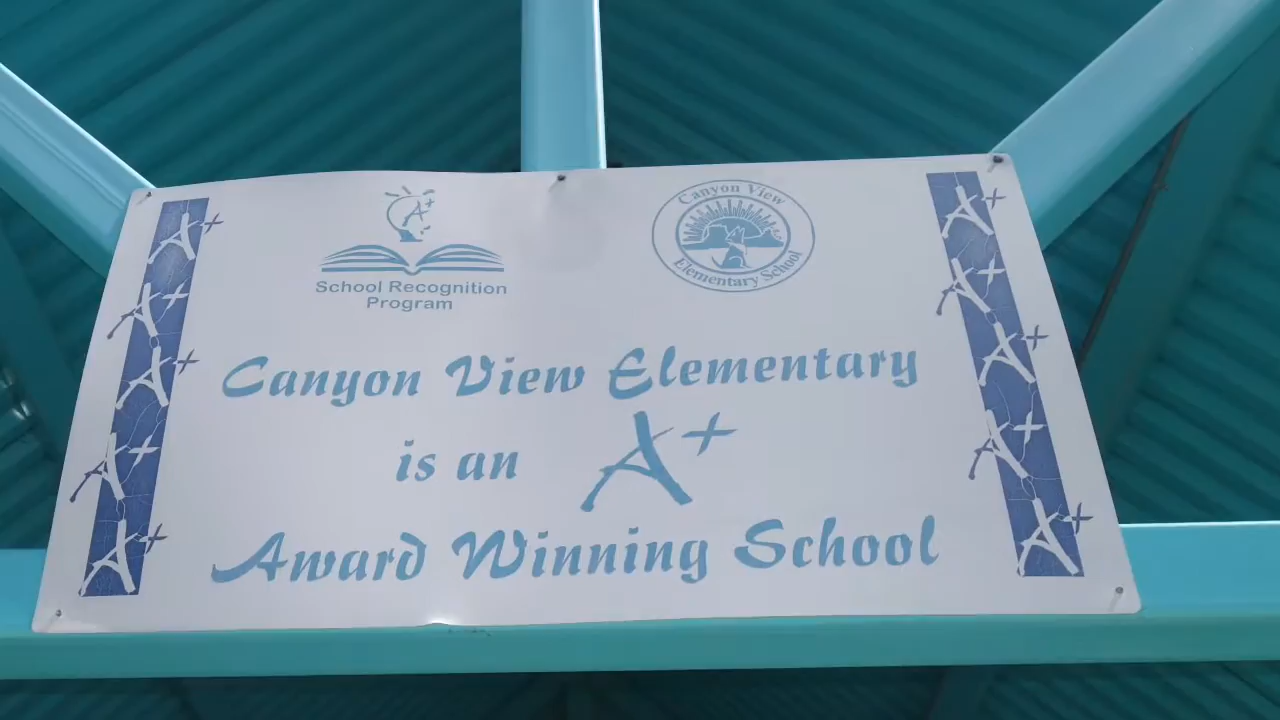 A+
School Recognition
Program
Canyon View
Elementary School
Canyon View Elementary
is an A+
Award Winning School
A+
A+
A+
A+
A+
A+
A+
A+
A+
A+